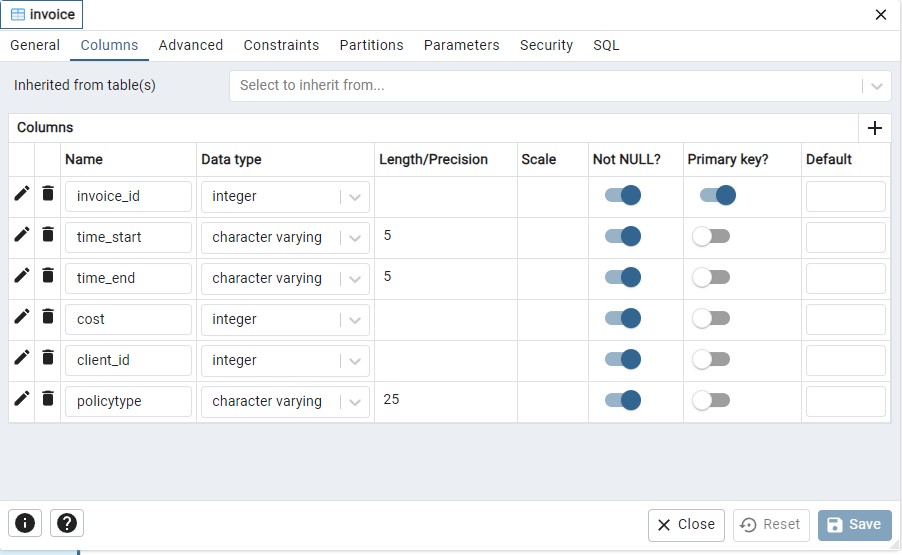 invoice
General Columns Advanced Constraints Partitions Parameters Security SQL
Inherited from table(s) Select to inherit from...
Columns
Name Data type Length/Precision Scale Not NULL? Primary key? Default
invoice_id integer
time_start character varying 5
time_end character varying 5
cost integer
client_id integer
policytype character varying 25
Close Reset Save